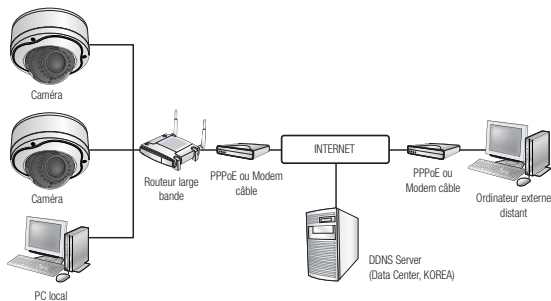 Caméra
Caméra
PC local
Routeur large
bande
PPPoE ou Modem
câble
INTERNET
DDNS Server
(Data Center, KOREA)
PPPoE ou
Modem câble
Ordinateur externe
distant